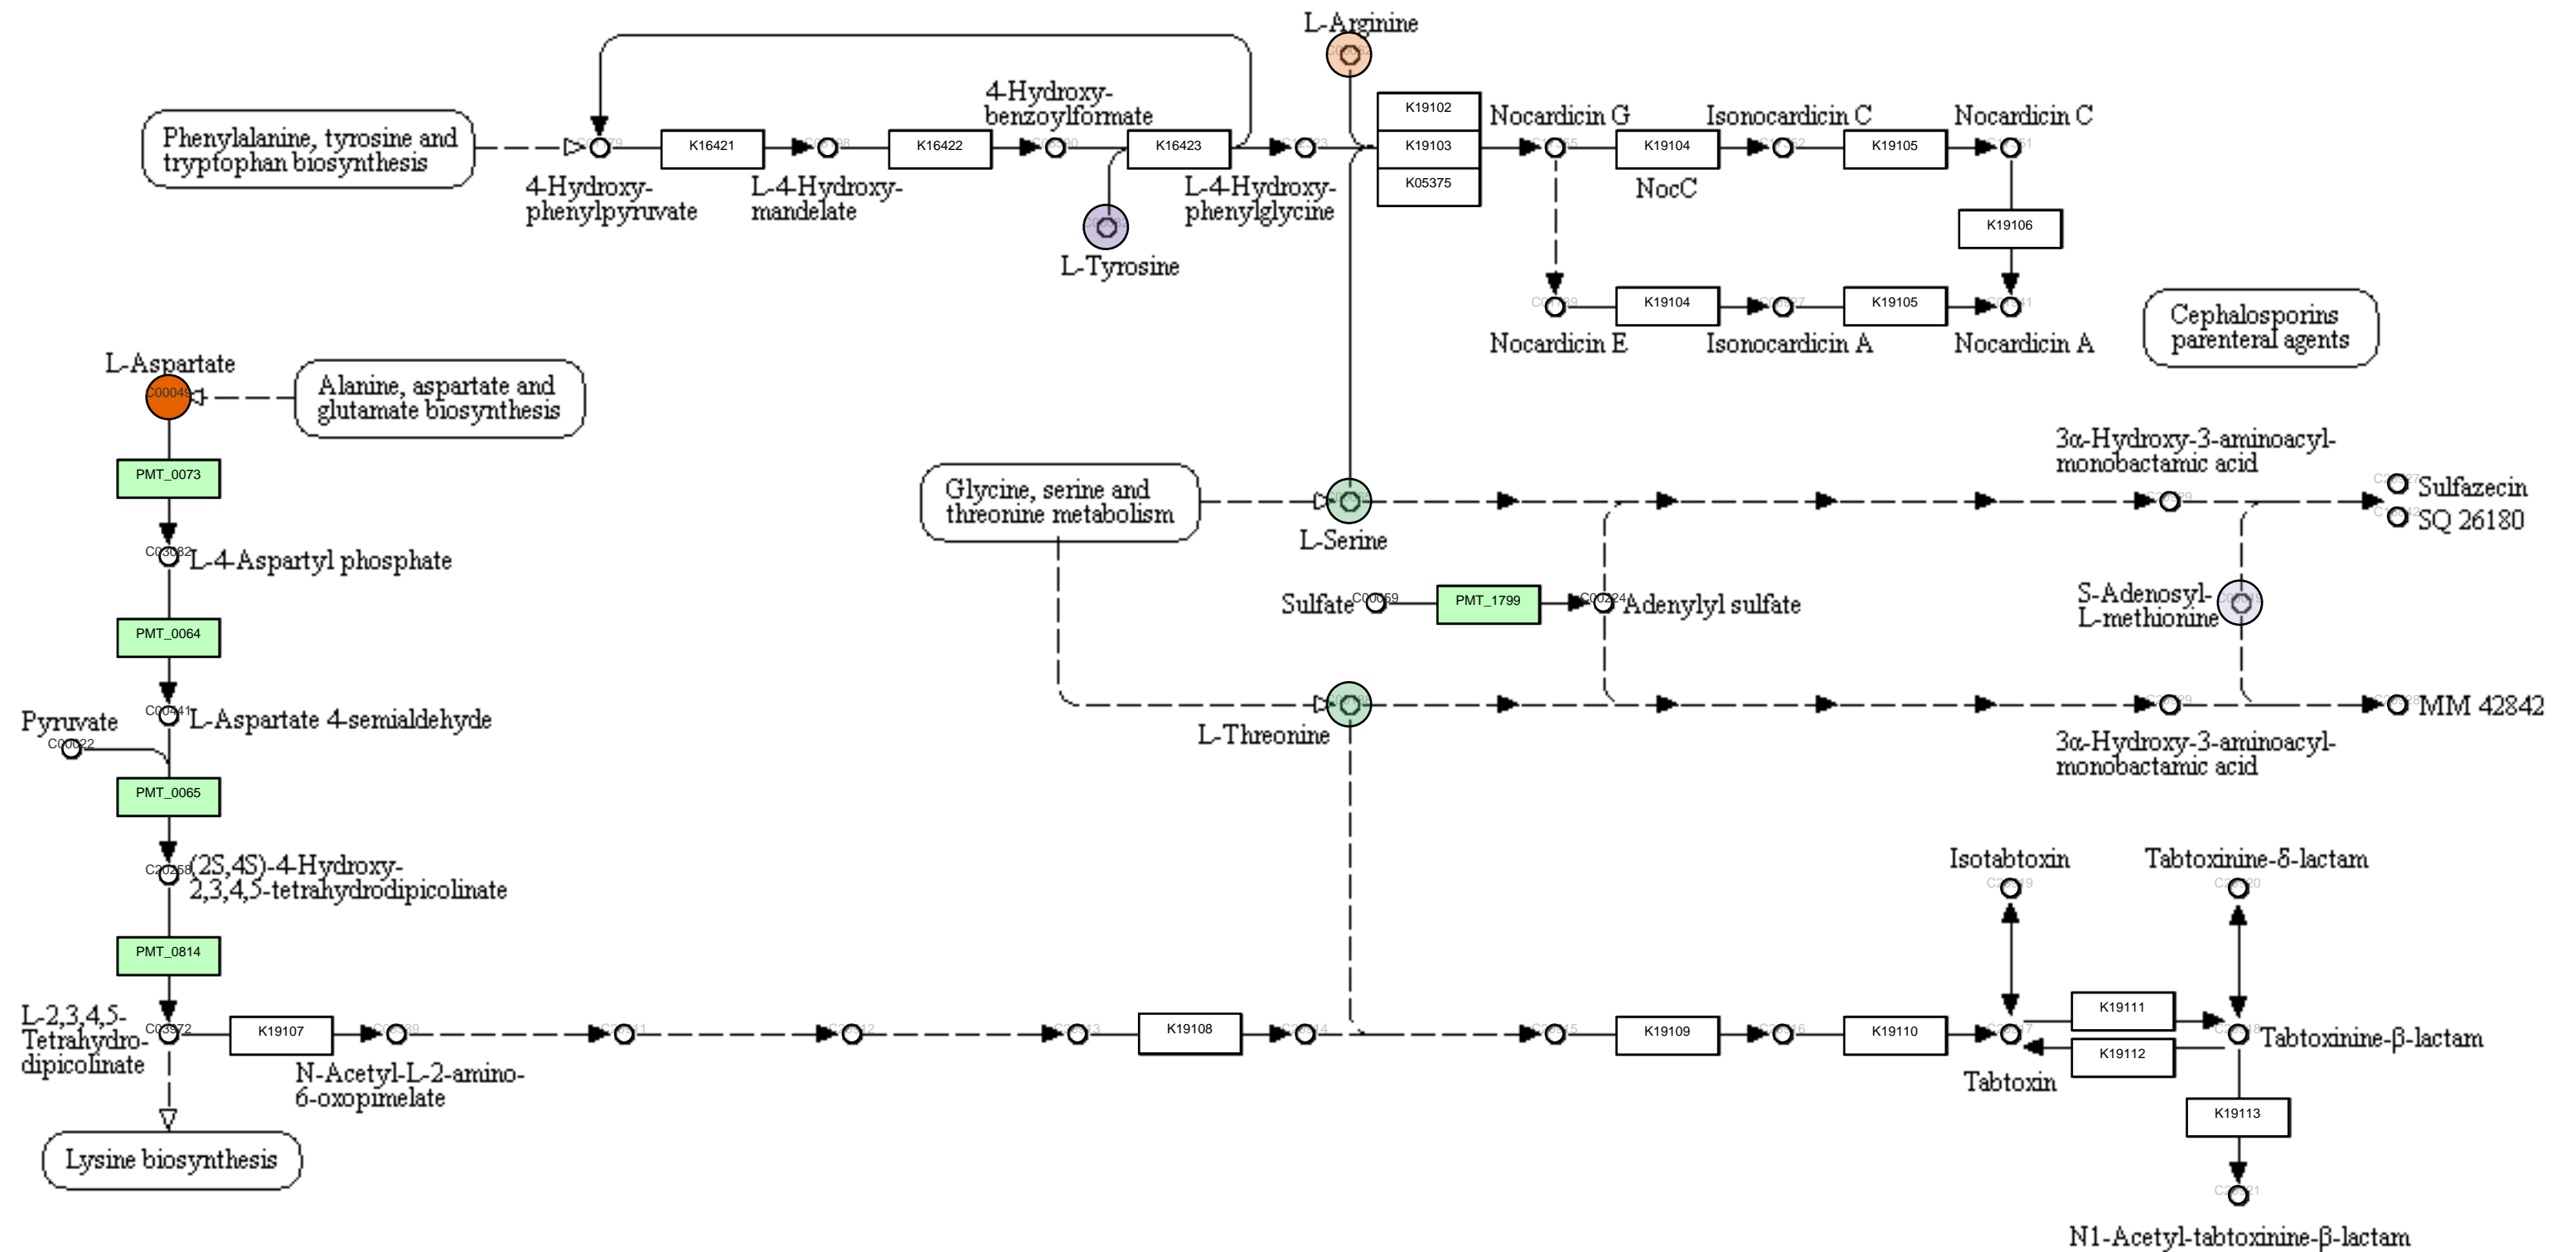 L-Arginine
4-Hydroxy-
benzoylformate
Phenylalanine, tyrosine and
tryptophan biosynthesis
K16421
K16422
K16423
K19102
K19103
K05375
Nocardicin G
K19104
NocC
Isonocardicin C
K19105
Nocardicin C
4-Hydroxy-
phenylpyruvate
L-4-Hydroxy-
mandelate
L-4-Hydroxy-
phenylglycine
L-Tyrosine
K19106
K19104
K19105
Nocardicin E
Isonocardicin A
Nocardicin A
Cephalosporins
parenteral agents
L-Aspartate
C00049
Alanine, aspartate and
glutamate biosynthesis
PMT_0073
C03082
L-4-Aspartyl phosphate
PMT_0064
C00441
L-Aspartate 4-semialdehyde
Pyruvate
C00022
PMT_0065
C20258
(2S,4S)-4-Hydroxy-
2,3,4,5-tetrahydrodipicolinate
PMT_0814
L-2,3,4,5-
Tetrahydro-
dipicolinate
C03972
Lysine biosynthesis
Glycine, serine and
threonine metabolism
L-Serine
3α-Hydroxy-3-aminoacyl-
monobactamic acid
Sulfazecin
SQ 26180
Sulfate
C00059
PMT_1799
C00224
Adenylyl sulfate
S-Adenosyl-
L-methionine
L-Threonine
3α-Hydroxy-3-aminoacyl-
monobactamic acid
MM 42842
K19107
N-Acetyl-L-2-amino-
6-oxopimelate
K19108
K19109
K19110
Isotabtoxin
Tabtoxinine-δ-lactam
K19111
K19112
Tabtoxin
Tabtoxinine-β-lactam
K19113
N1-Acetyl-tabtoxinine-β-lactam